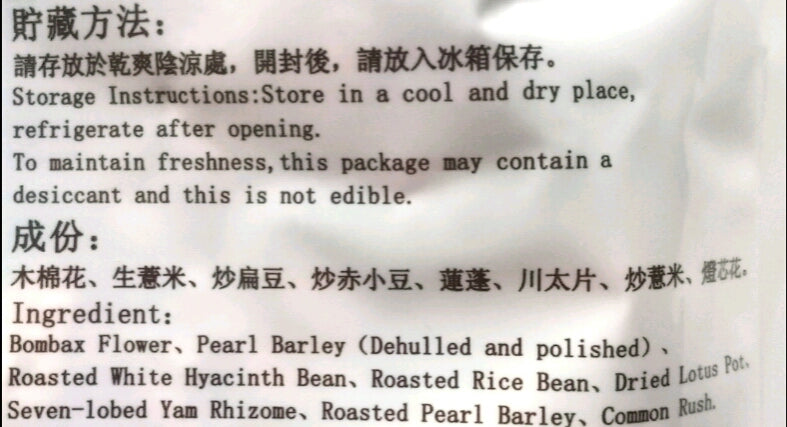 貯藏方法：
請存放於乾爽陰涼處，開封後，請放入冰箱保存。
Storage Instructions:Store in a cool and dry place,
refrigerate after opening.
To maintain freshness,this package may contain a
desiccant and this is not edible.
成份：
木棉花、生薏米、炒扁豆、炒赤小豆、蓮蓬、川太片、炒薏米、燈芯花。
Ingredient:
Bombax Flower、Pearl Barley（Dehulled and polished）、
Roasted White Hyacinth Bean、Roasted Rice Bean、Dried Lotus Pot、
Seven-lobed Yam Rhizome、Roasted Pearl Barley、Common Rush.